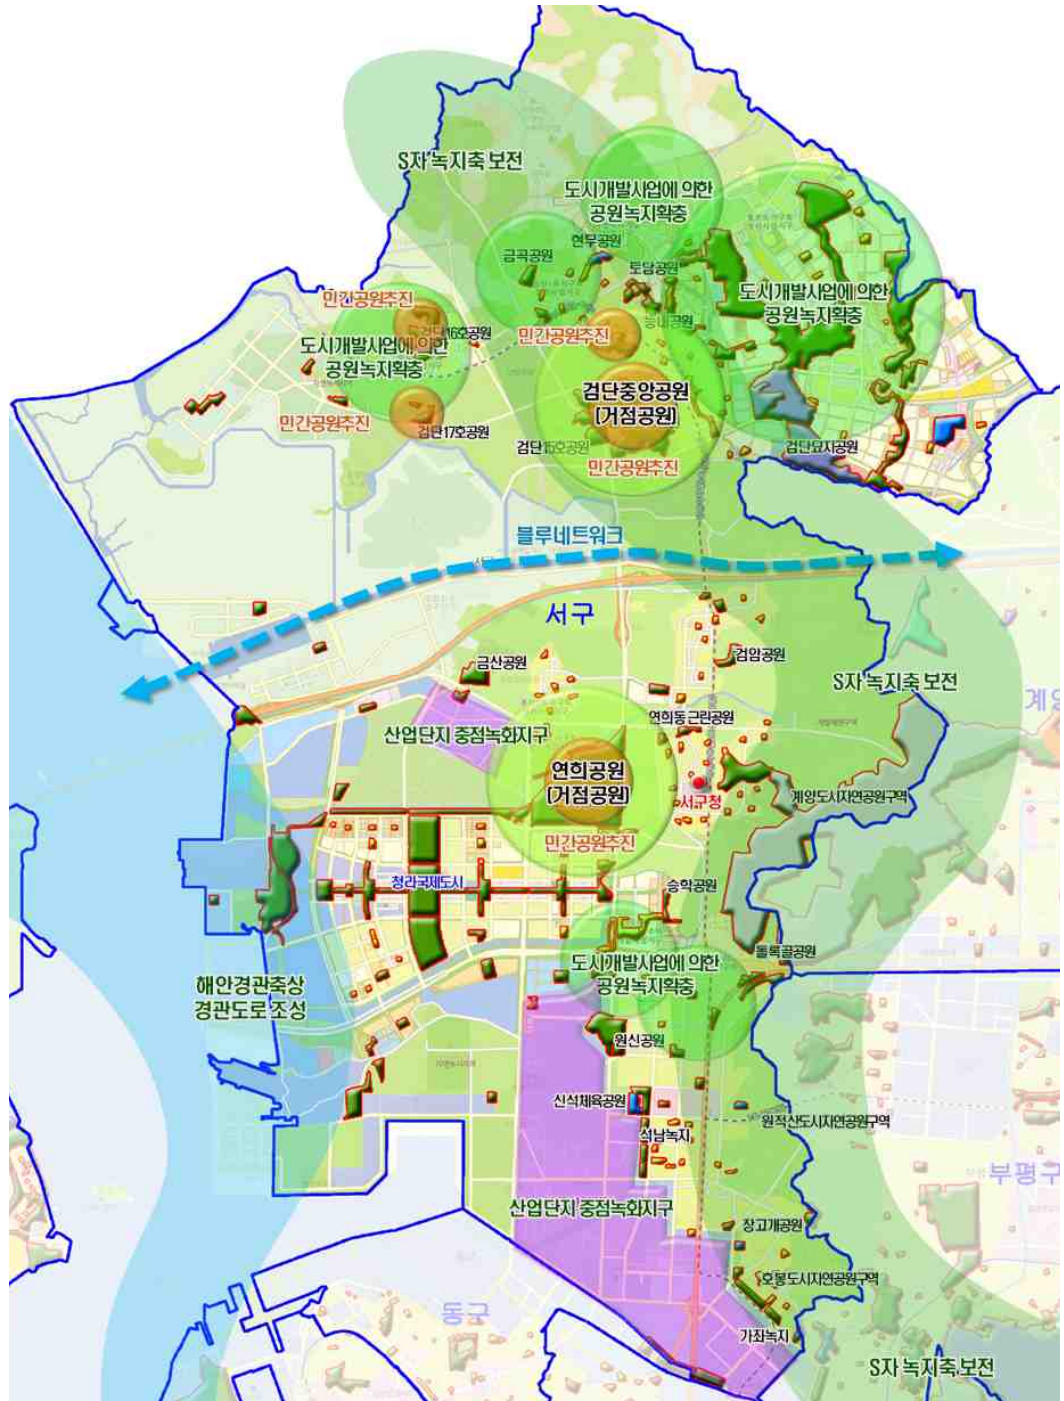 S자 녹지축 보전
도시개발사업에 의한
공원녹지확충
현무공원
금곡공원
토담공원
능내공원
도시개발사업에 의한
공원녹지확충
민간공원추진
검단16호공원
도시개발사업에 의한
공원녹지확충
민간공원추진
검단중앙공원
(거점공원)
민간공원추진
검단17호공원
검단15호공원
민간공원추진
검단묘지공원
블루네트워크
서구
검암공원
금산공원
S자 녹지축 보전
계양
연희동 근린공원
산업단지 중점녹화지구
연희공원
(거점공원)
서구청
계양도시자연공원구역
민간공원추진
청라국제도시
승학공원
돌록골공원
도시개발사업에 의한
공원녹지확충
해안경관축상
경관도로 조성
원신공원
신석체육공원
원적산도시자연공원구역
석남녹지
부평구
산업단지 중점녹화지구
장고개공원
호봉도시자연공원구역
동구
가좌녹지
S자 녹지축 보전